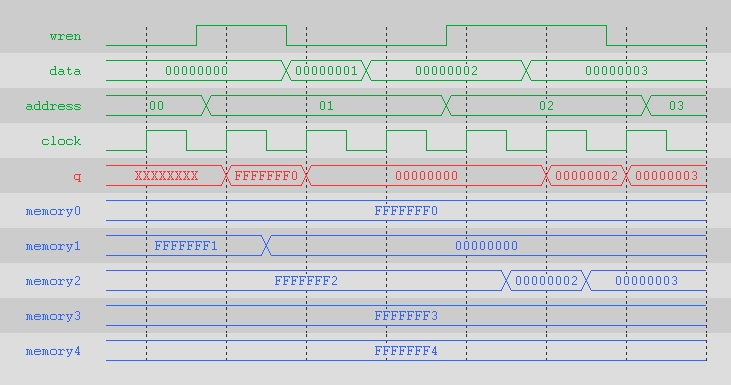 wren
data 00000000 00000001 00000002 00000003
address 00 01 02 03
clock
q XXXXXXXX FFFFFFF0 00000000 00000002 00000003
memory0 FFFFFFF0
memory1 FFFFFFF1 00000000
memory2 FFFFFFF2 00000002 00000003
memory3 FFFFFFF3
memory4 FFFFFFF4